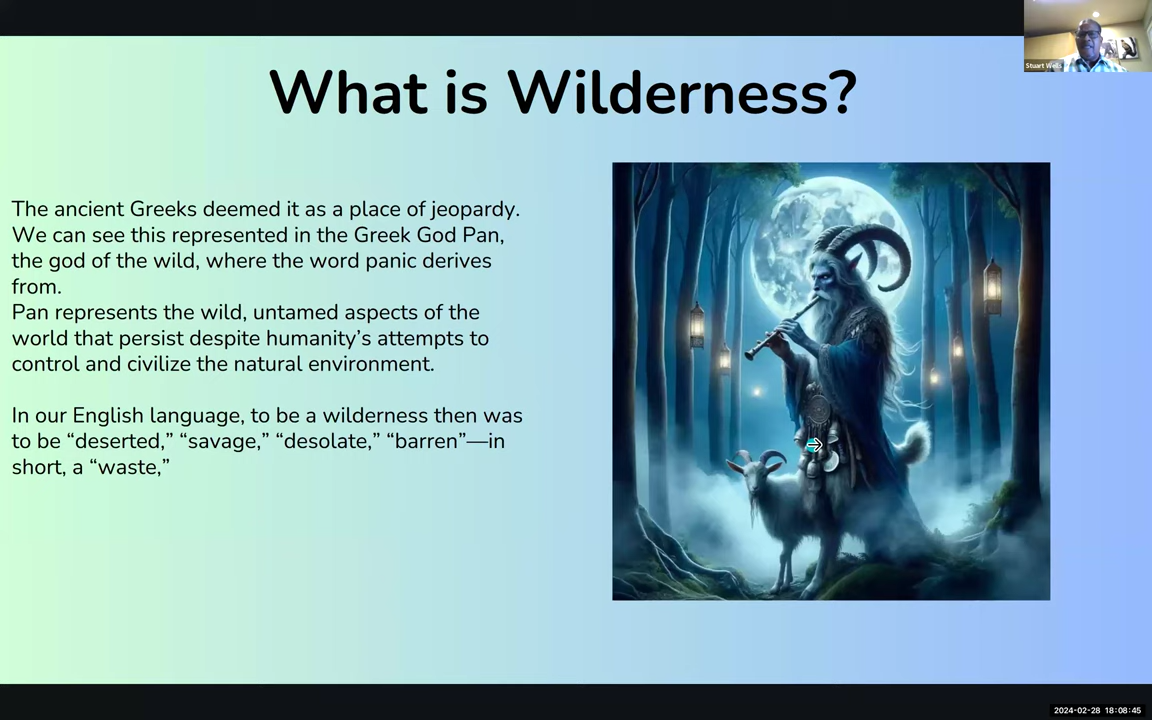 Stuart Wells
What is Wilderness?
The ancient Greeks deemed it as a place of jeopardy.
We can see this represented in the Greek God Pan,
the god of the wild, where the word panic derives
from.
Pan represents the wild, untamed aspects of the
world that persist despite humanity’s attempts to
control and civilize the natural environment.
In our English language, to be a wilderness then was
to be “deserted,” “savage,” “desolate,” “barren”—in
short, a “waste,”
2024-02-28 18:08:45